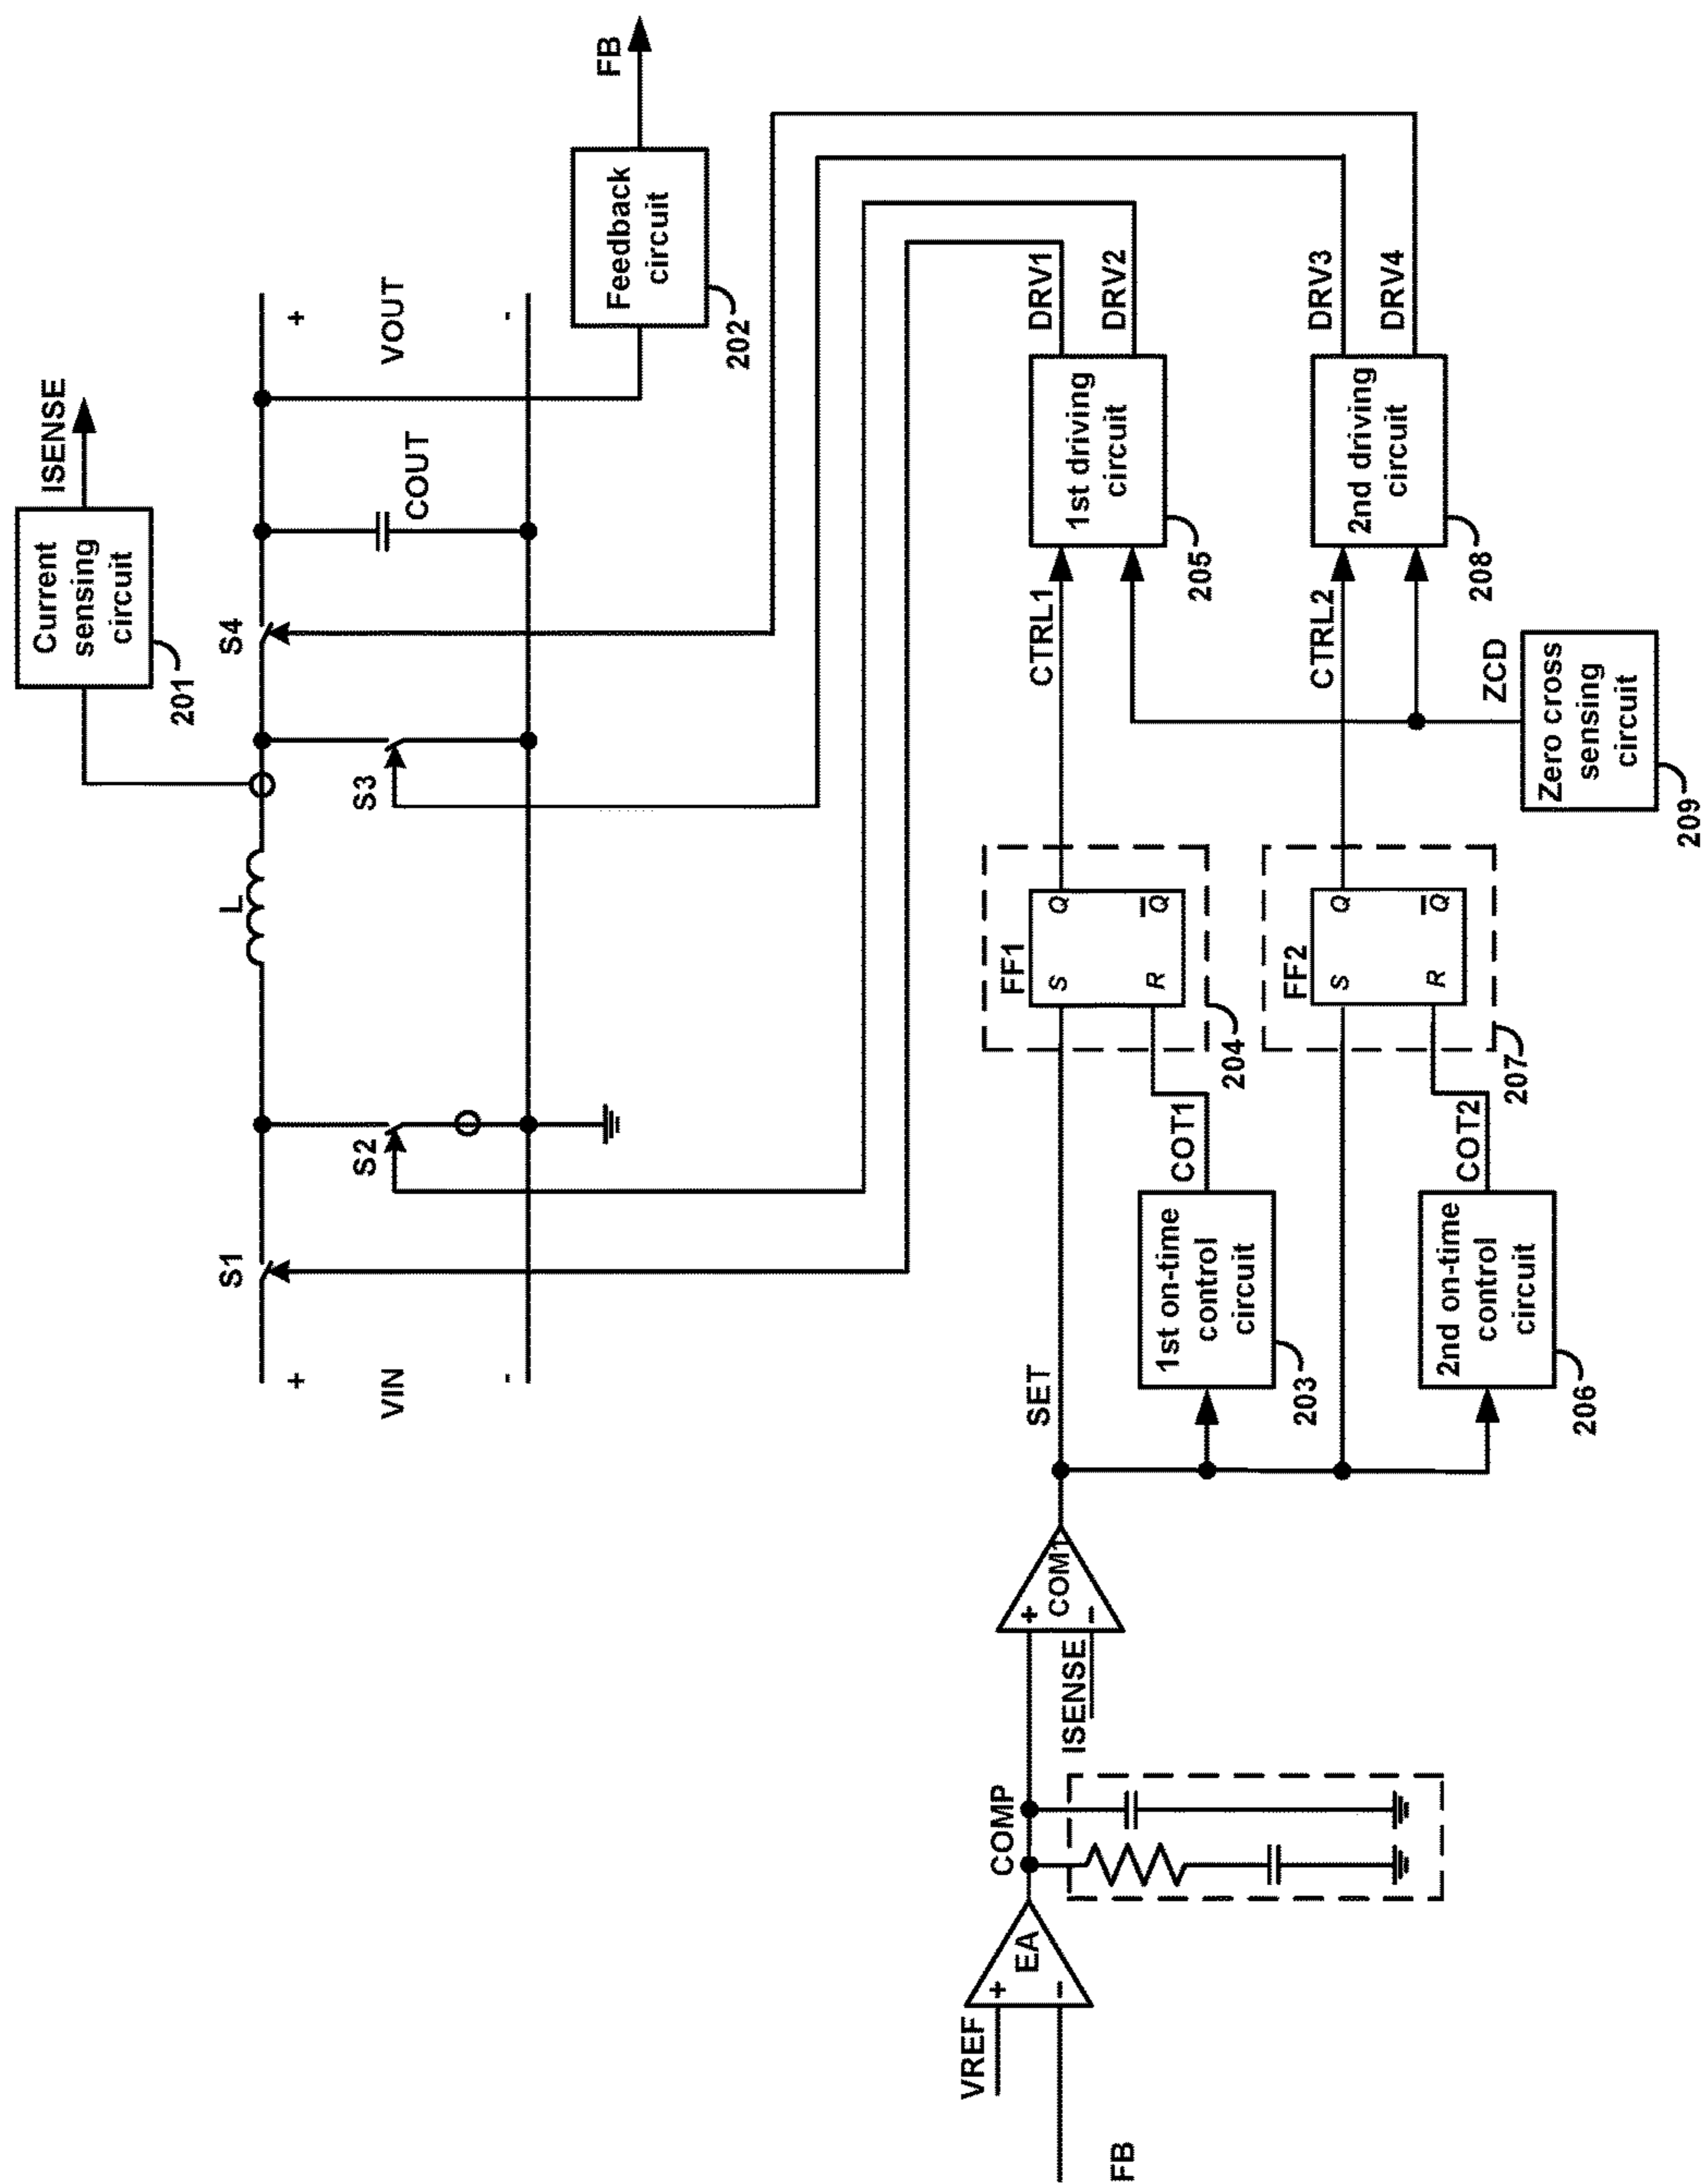 Current
sensing
circuit
201
ISENSE
S1
L
S4
+
VIN
-
S2
S3
COUT
+
VOUT
-
Feedback
circuit
202
FB
DRV1
DRV2
DRV3
DRV4
1st driving
circuit
205
2nd driving
circuit
208
CTRL1
CTRL2
ZCD
Zero cross
sensing
circuit
209
FF1
S
Q
R
Q̅
204
FF2
S
Q
R
Q̅
207
COT1
COT2
SET
1st on-time
control
circuit
203
2nd on-time
control
circuit
206
+
COM1
-
ISENSE
COMP
VREF
+
EA
-
FB